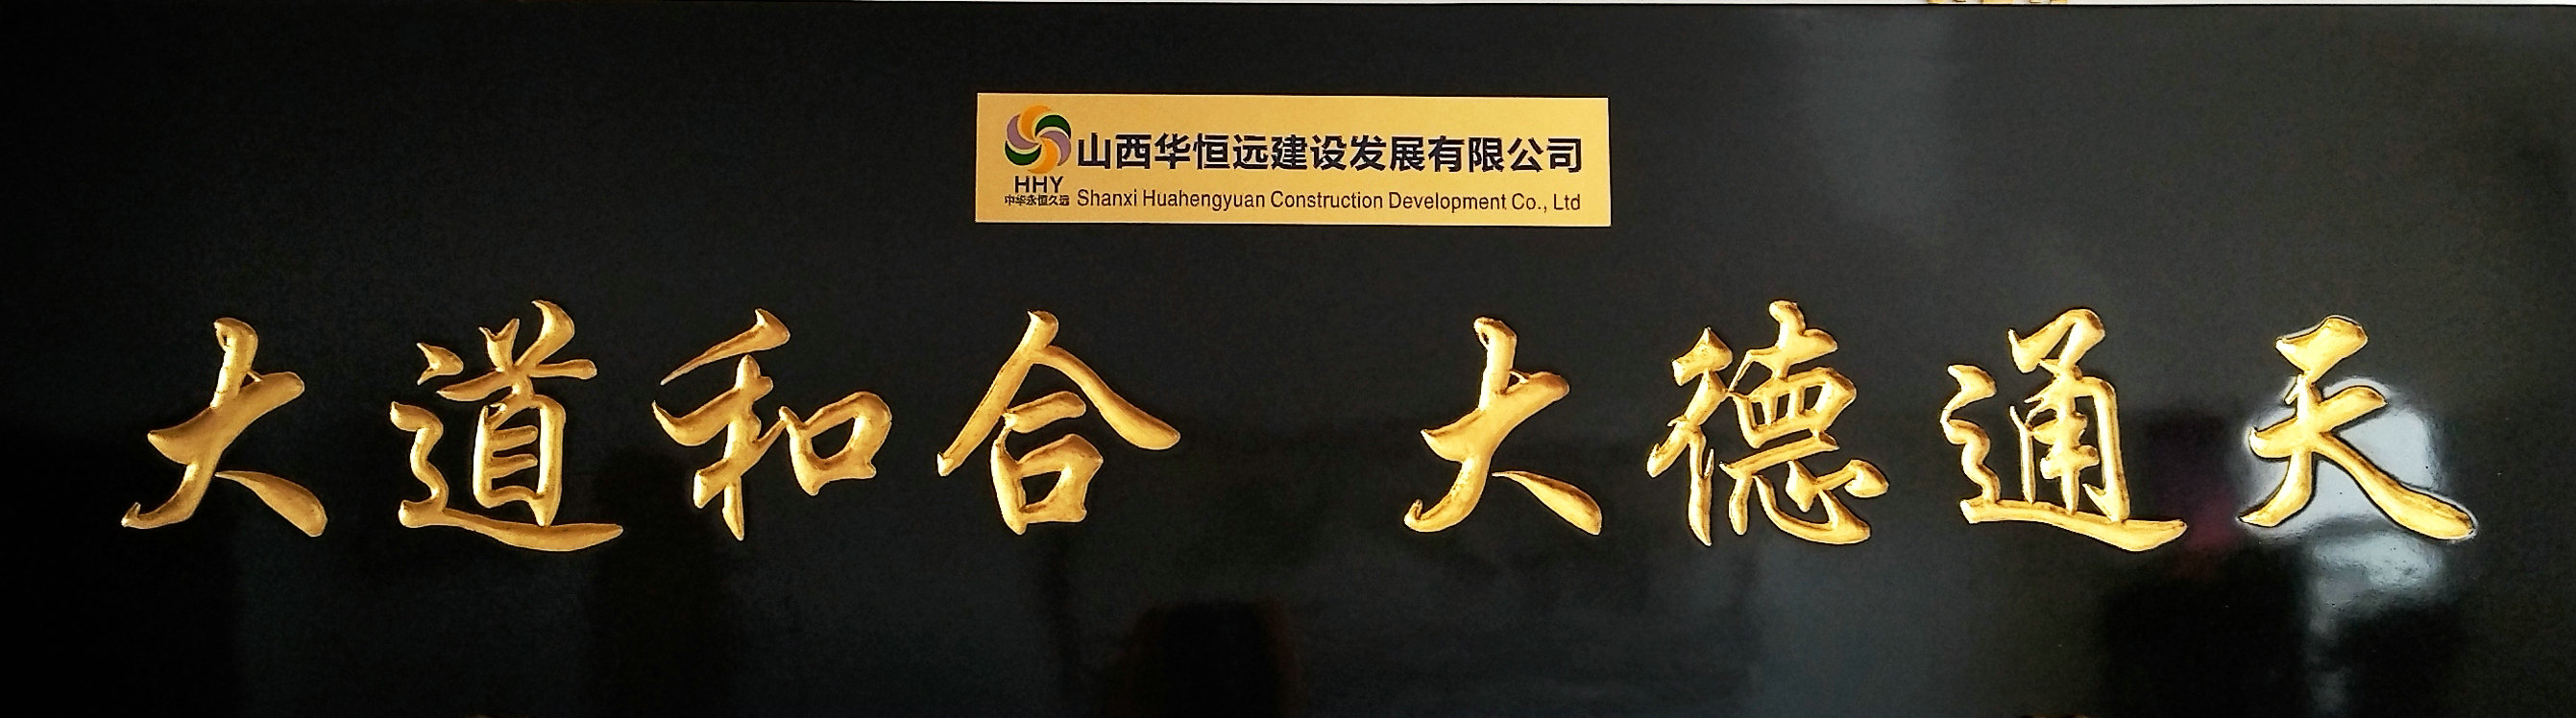 山西华恒远建设发展有限公司
HHY
中华永恒久远
Shanxi Huahengyuan Construction Development Co., Ltd
大道和合 大德通天